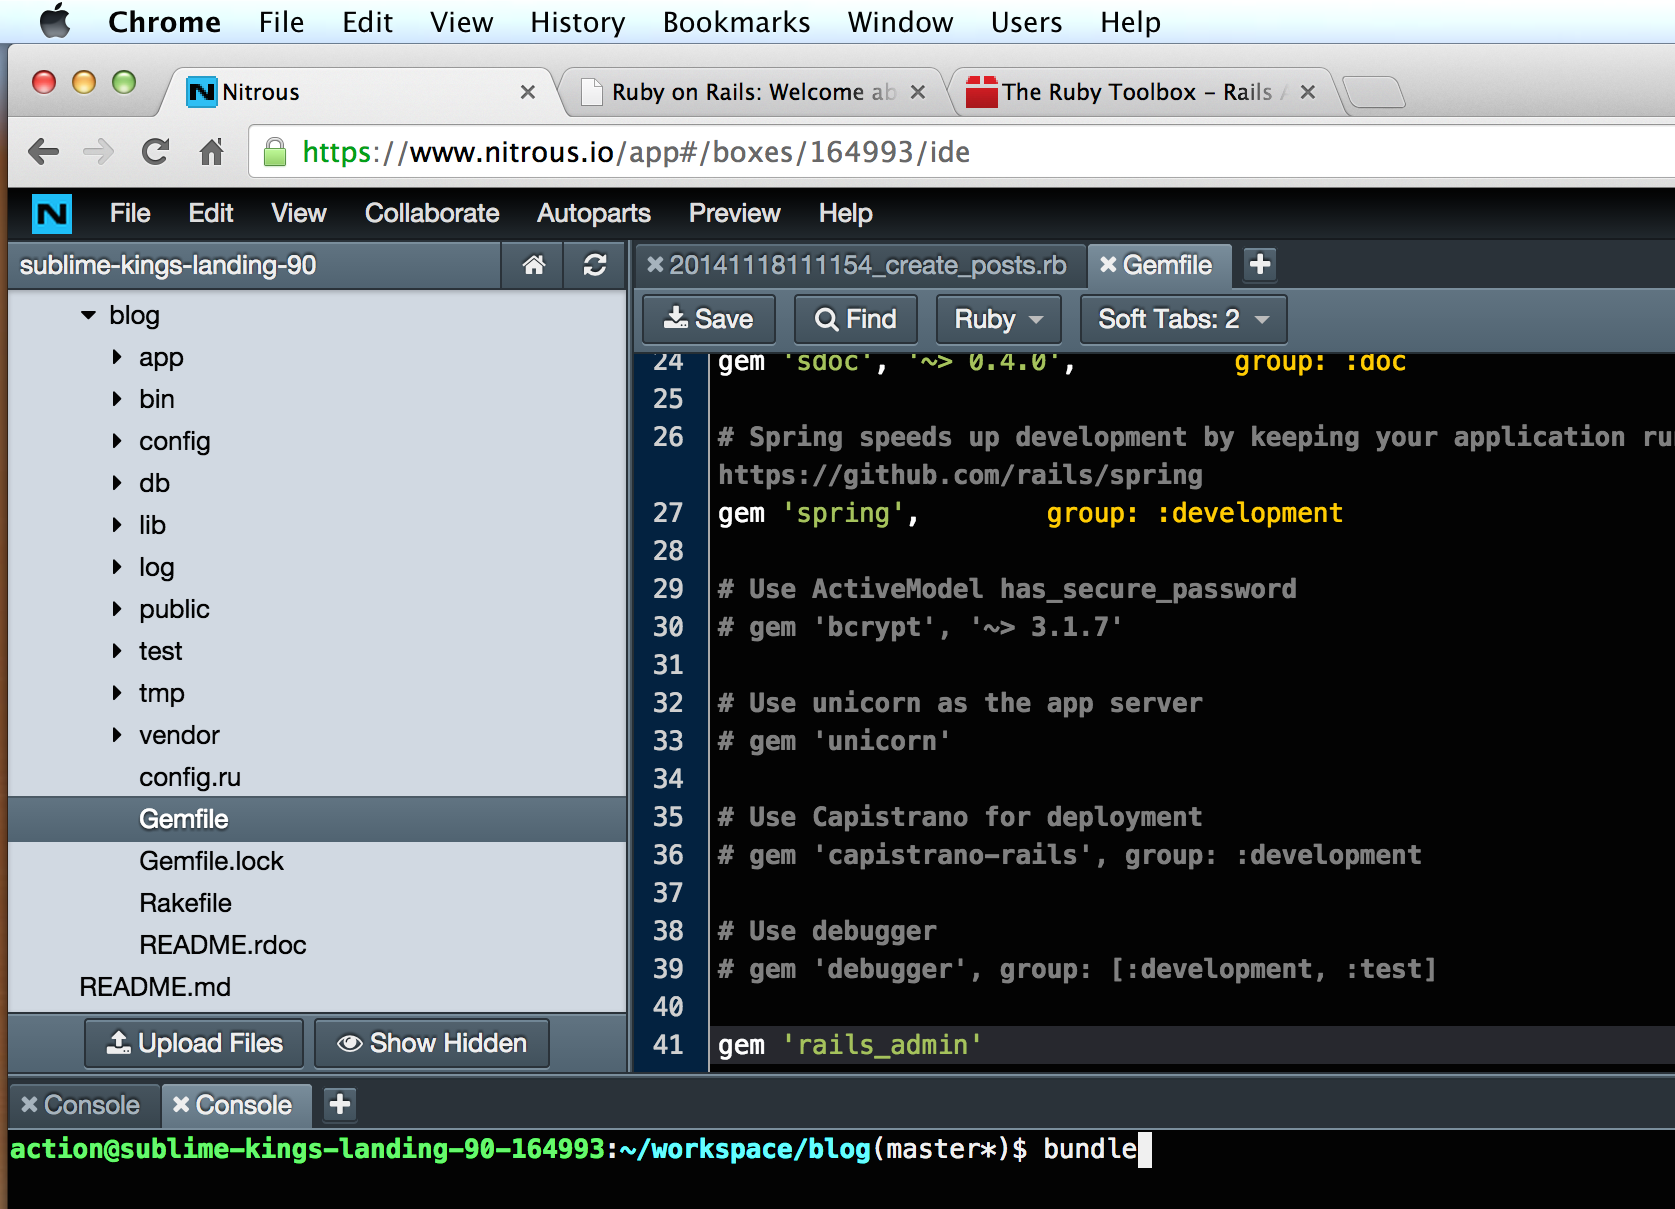 Chrome File Edit View History Bookmarks Window Users Help
Nitrous
Ruby on Rails: Welcome ab
The Ruby Toolbox – Rails A
https://www.nitrous.io/app#/boxes/164993/ide
N File Edit View Collaborate Autoparts Preview Help
sublime-kings-landing-90
20141118111154_create_posts.rb
Gemfile
Save Find Ruby Soft Tabs: 2
blog
app
bin
config
db
lib
log
public
test
tmp
vendor
config.ru
Gemfile
Gemfile.lock
Rakefile
README.rdoc
README.md
Upload Files Show Hidden
24 gem 'sdoc', '~> 0.4.0', group: :doc
25
26 # Spring speeds up development by keeping your application ru
https://github.com/rails/spring
27 gem 'spring', group: :development
28
29 # Use ActiveModel has_secure_password
30 # gem 'bcrypt', '~> 3.1.7'
31
32 # Use unicorn as the app server
33 # gem 'unicorn'
34
35 # Use Capistrano for deployment
36 # gem 'capistrano-rails', group: :development
37
38 # Use debugger
39 # gem 'debugger', group: [:development, :test]
40
41 gem 'rails_admin'
Console
Console
action@sublime-kings-landing-90-164993:~/workspace/blog(master*)$ bundle